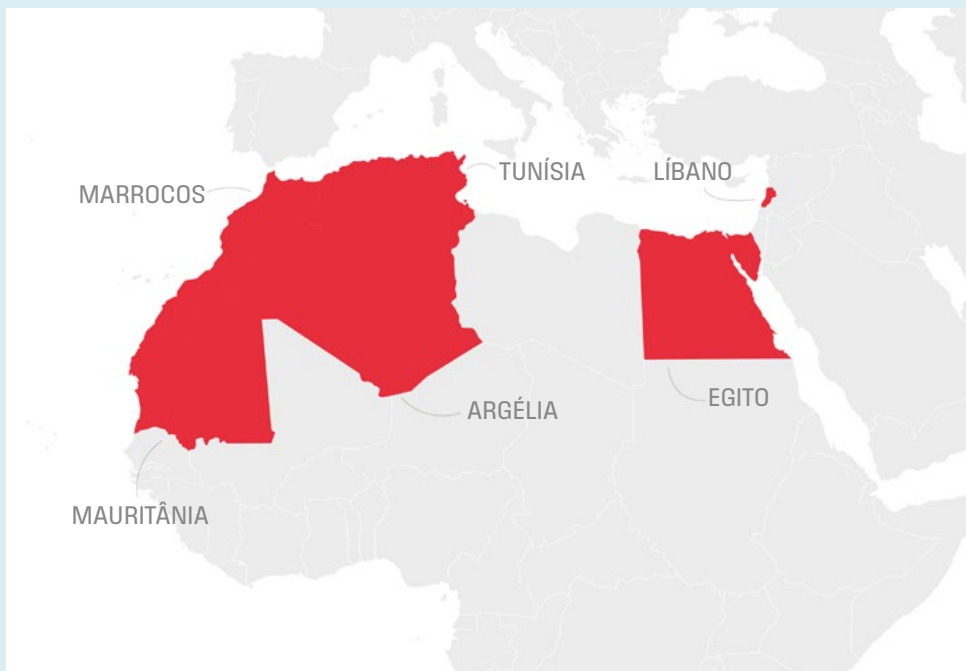 TUNÍSIA
LÍBANO
MARROCOS
EGITO
ARGÉLIA
MAURITÂNIA